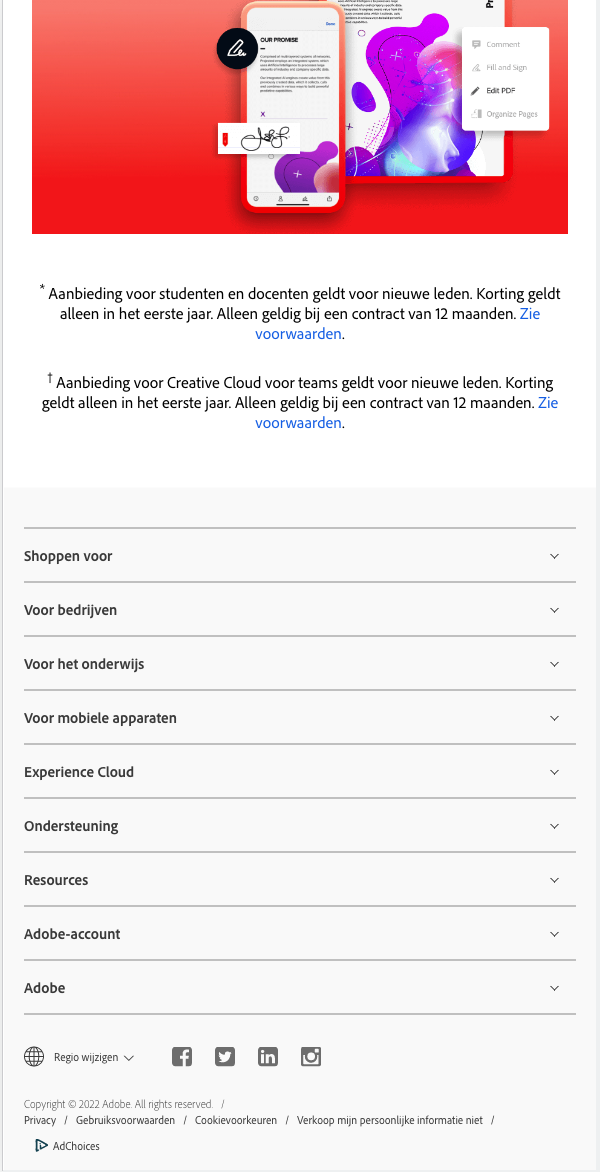 Done
OUR PROMISE
Comment
Fill and Sign
Edit PDF
Organize Pages
x
* Aanbieding voor studenten en docenten geldt voor nieuwe leden. Korting geldt
alleen in het eerste jaar. Alleen geldig bij een contract van 12 maanden. Zie
voorwaarden.
† Aanbieding voor Creative Cloud voor teams geldt voor nieuwe leden. Korting
geldt alleen in het eerste jaar. Alleen geldig bij een contract van 12 maanden. Zie
voorwaarden.
Shoppen voor
Voor bedrijven
Voor het onderwijs
Voor mobiele apparaten
Experience Cloud
Ondersteuning
Resources
Adobe-account
Adobe
Regio wijzigen
Copyright © 2022 Adobe. All rights reserved. /
Privacy / Gebruiksvoorwaarden / Cookievoorkeuren / Verkoop mijn persoonlijke informatie niet /
AdChoices